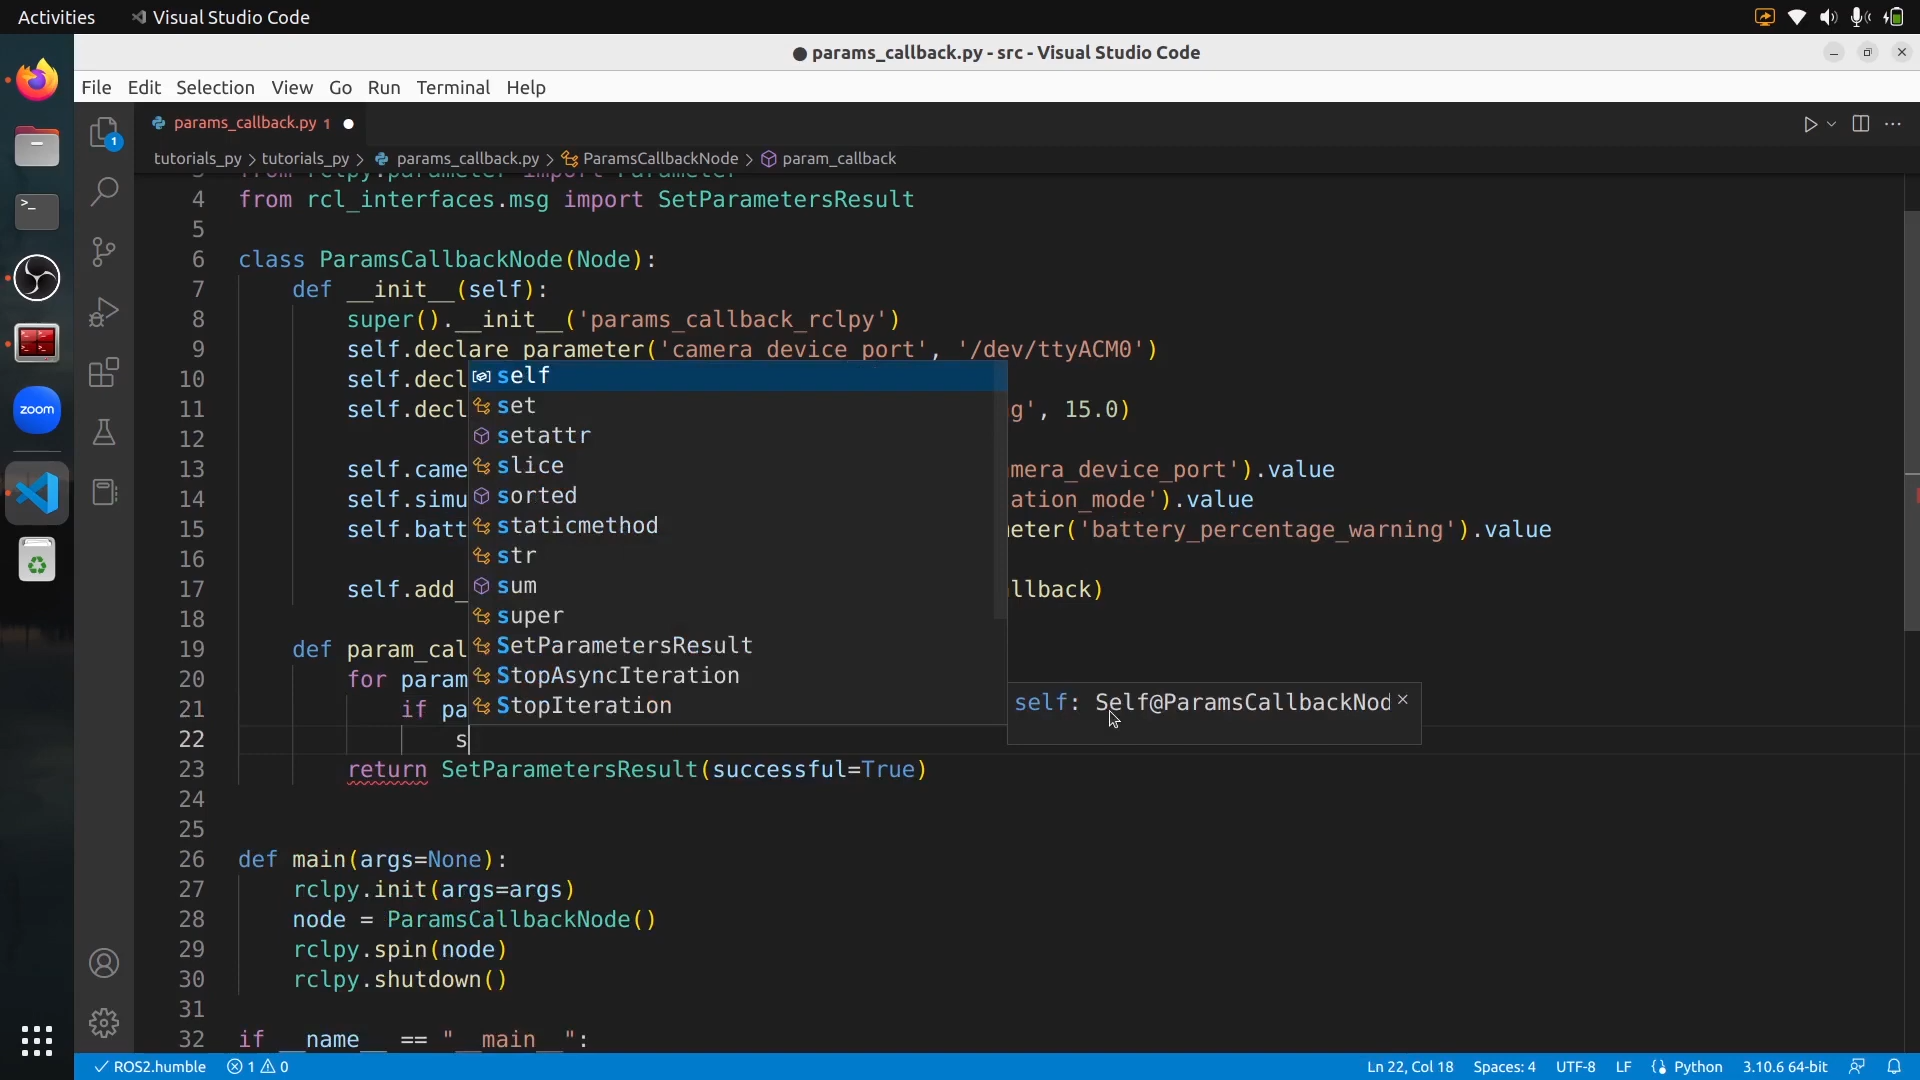 Activities Visual Studio Code
params_callback.py - src - Visual Studio Code
File Edit Selection View Go Run Terminal Help
params_callback.py 1
tutorials_py > tutorials_py > params_callback.py > ParamsCallbackNode > param_callback
1
4 from rcl_interfaces.msg import SetParametersResult
5
6 class ParamsCallbackNode(Node):
7 def __init__(self):
8 super().__init__('params_callback_rclpy')
9 self.declare_parameter('camera_device_port', '/dev/ttyACM0')
self
10 self.decl
set
11 self.decl g', 15.0)
setattr
12
slice
13 self.came mera_device_port').value
sorted
14 self.simu ation_mode').value
staticmethod
15 self.batt meter('battery_percentage_warning').value
str
16
sum
17 self.add_ llback)
super
18
SetParametersResult
19 def param_cal
StopAsyncIteration
20 for param
StopIteration
21 if pa
self: Self@ParamsCallbackNod ×
22 s
23 return SetParametersResult(successful=True)
24
25
26 def main(args=None):
27 rclpy.init(args=args)
28 node = ParamsCallbackNode()
29 rclpy.spin(node)
30 rclpy.shutdown()
31
32 if __name__ == "__main__":
zoom
ROS2.humble 1 0 Ln 22, Col 18 Spaces: 4 UTF-8 LF Python 3.10.6 64-bit